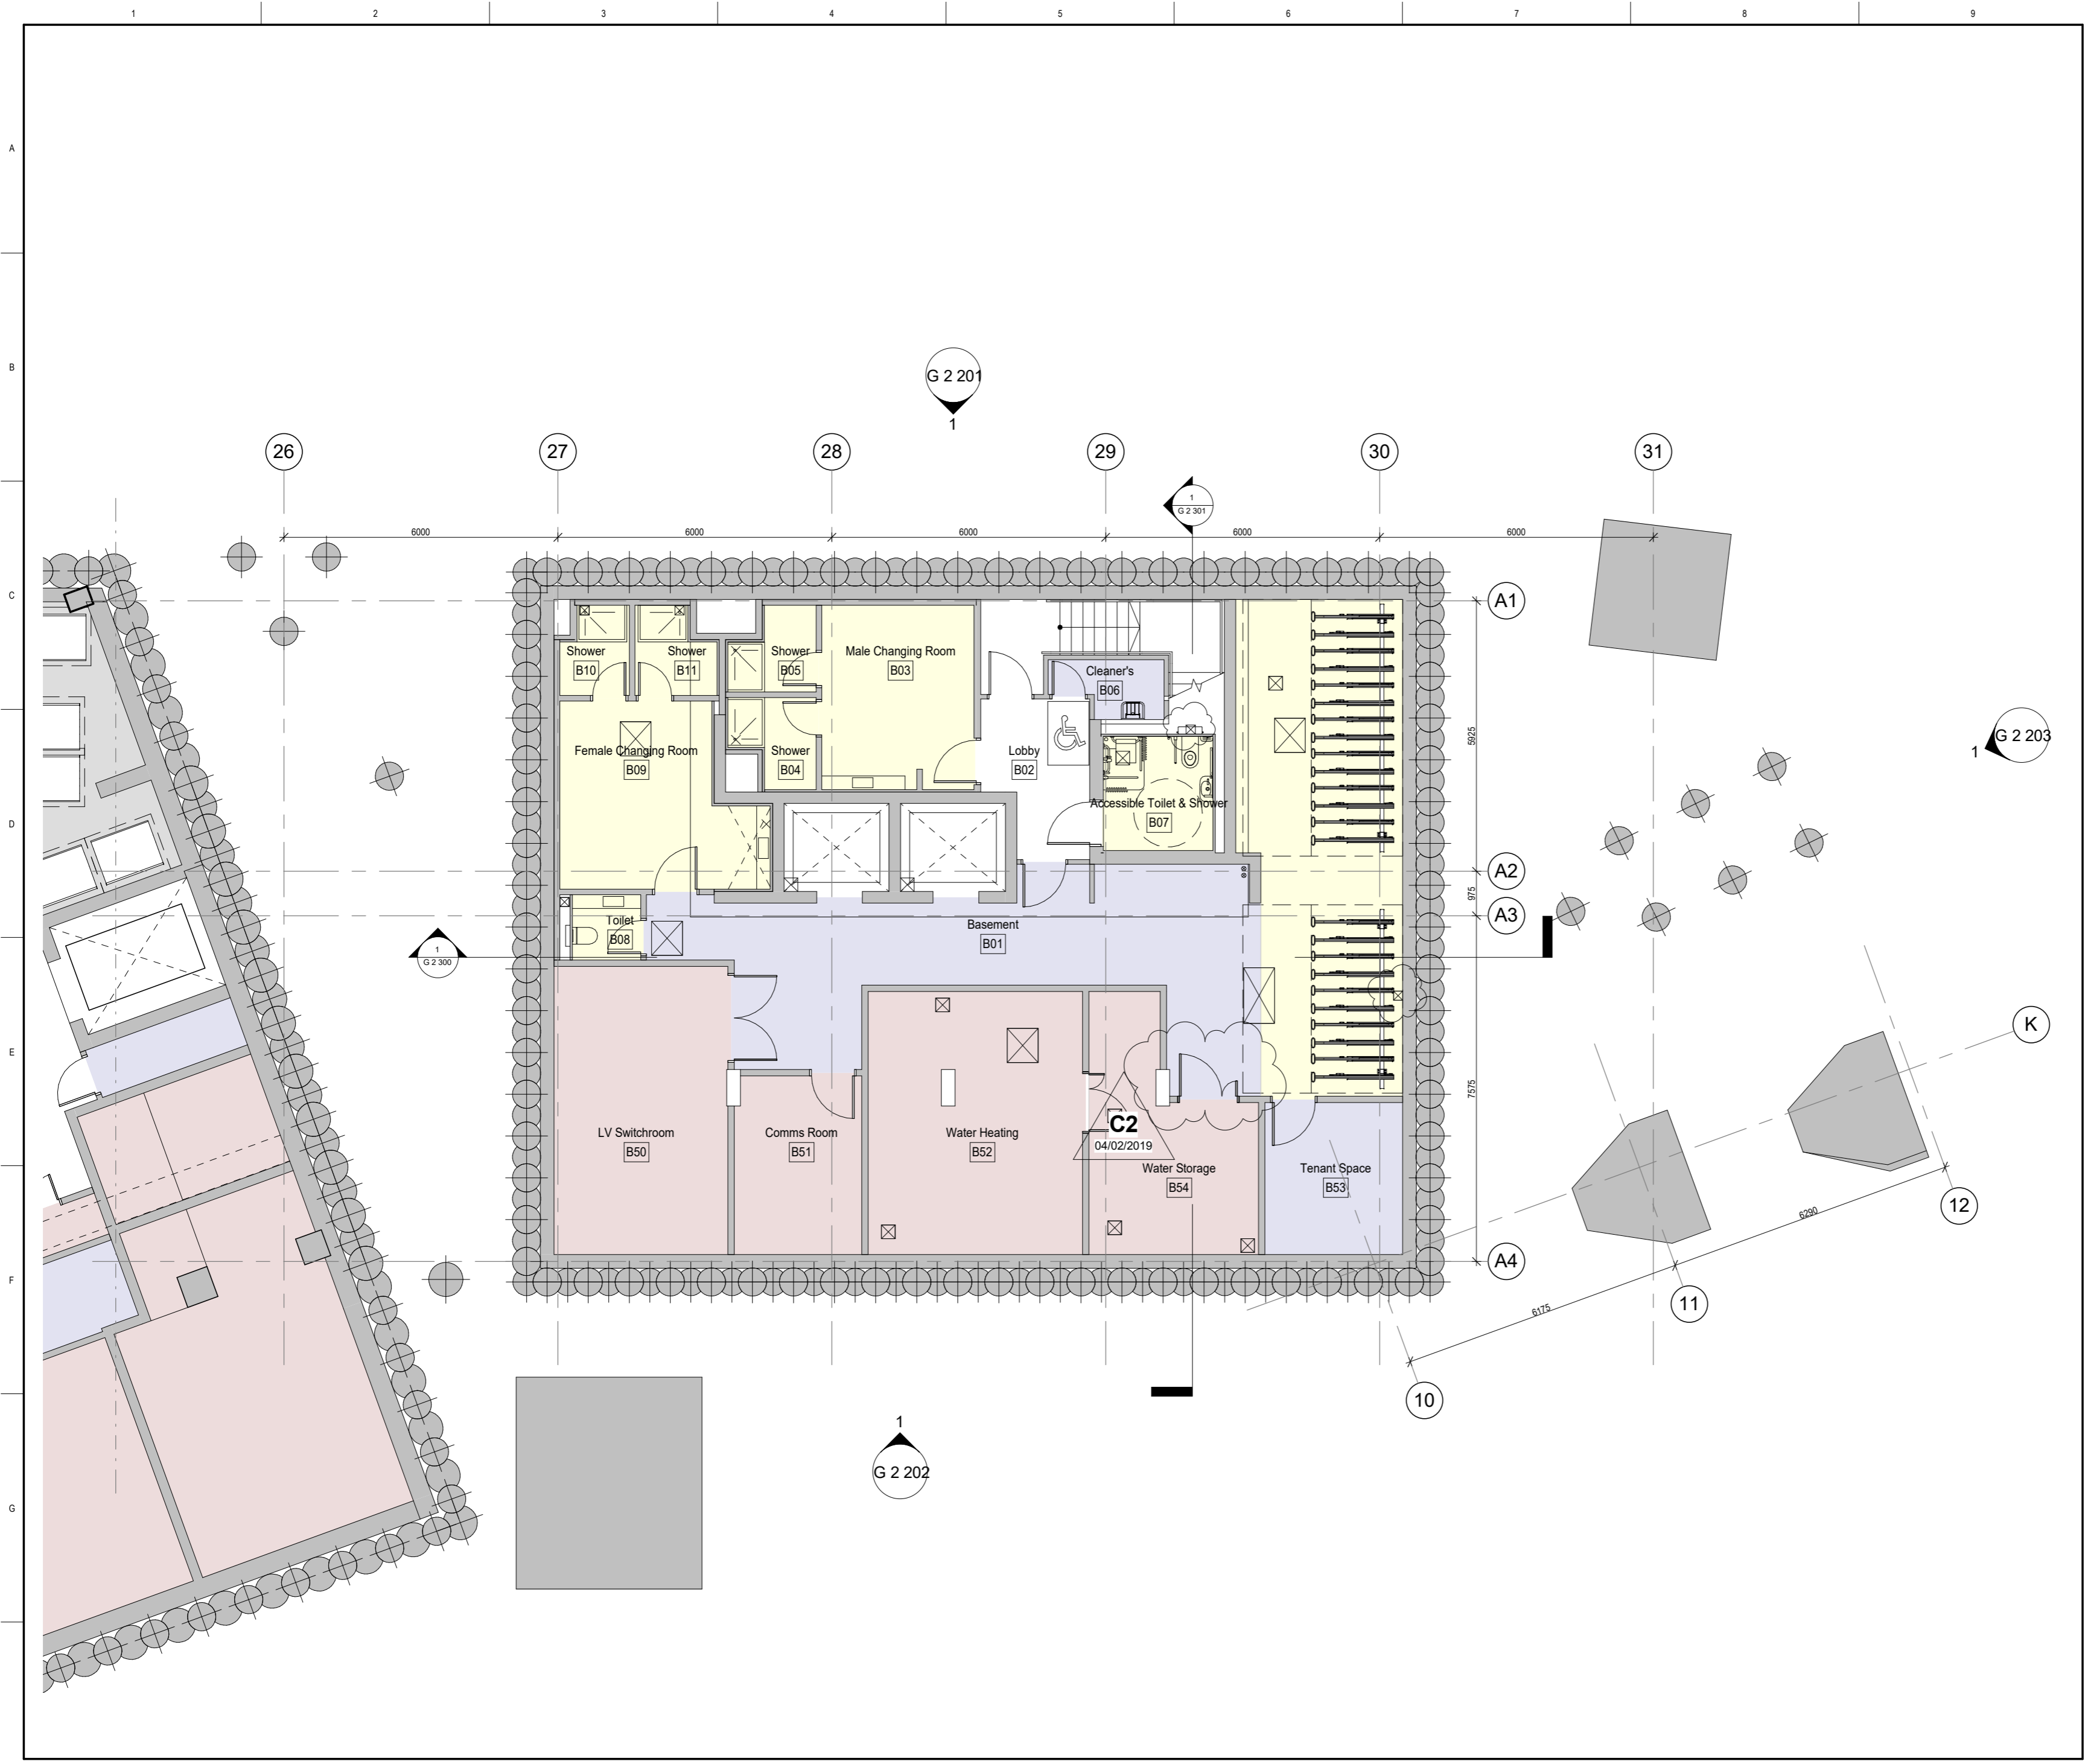 1 2 3 4 5 6 7 8 9
A
B
C
D
E
F
G
G 2 201
1
26 27 28 29 30 31
1
G 2 301
6000 6000 6000 6000 6000
A1
5925
A2
975
A3
7575
A4
Shower
B10
Shower
B11
Shower
B05
Male Changing Room
B03
Cleaner's
B06
Female Changing Room
B09
Shower
B04
Lobby
B02
Accessible Toilet & Shower
B07
G 2 203
1
Toilet
B08
Basement
B01
1
G 2 300
K
LV Switchroom
B50
Comms Room
B51
Water Heating
B52
C2
04/02/2019
Water Storage
B54
Tenant Space
B53
12
6290
11
6175
10
1
G 2 202